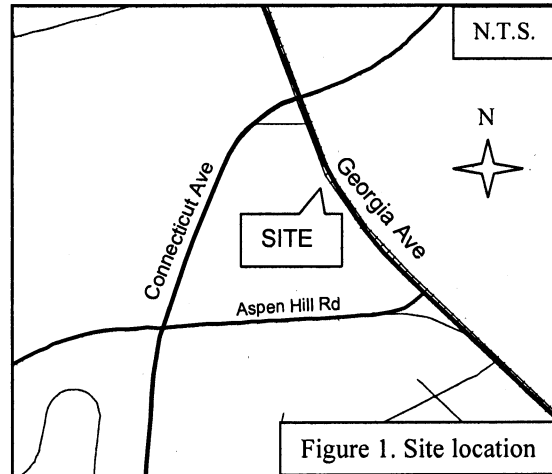 N.T.S.
N
Georgia Ave
Connecticut Ave
SITE
Aspen Hill Rd
Figure 1. Site location